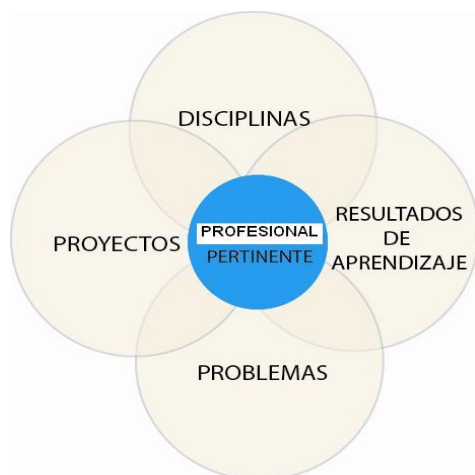 DISCIPLINAS
PROYECTOS
PROFESIONAL
PERTINENTE
RESULTADOS
DE
APRENDIZAJE
PROBLEMAS